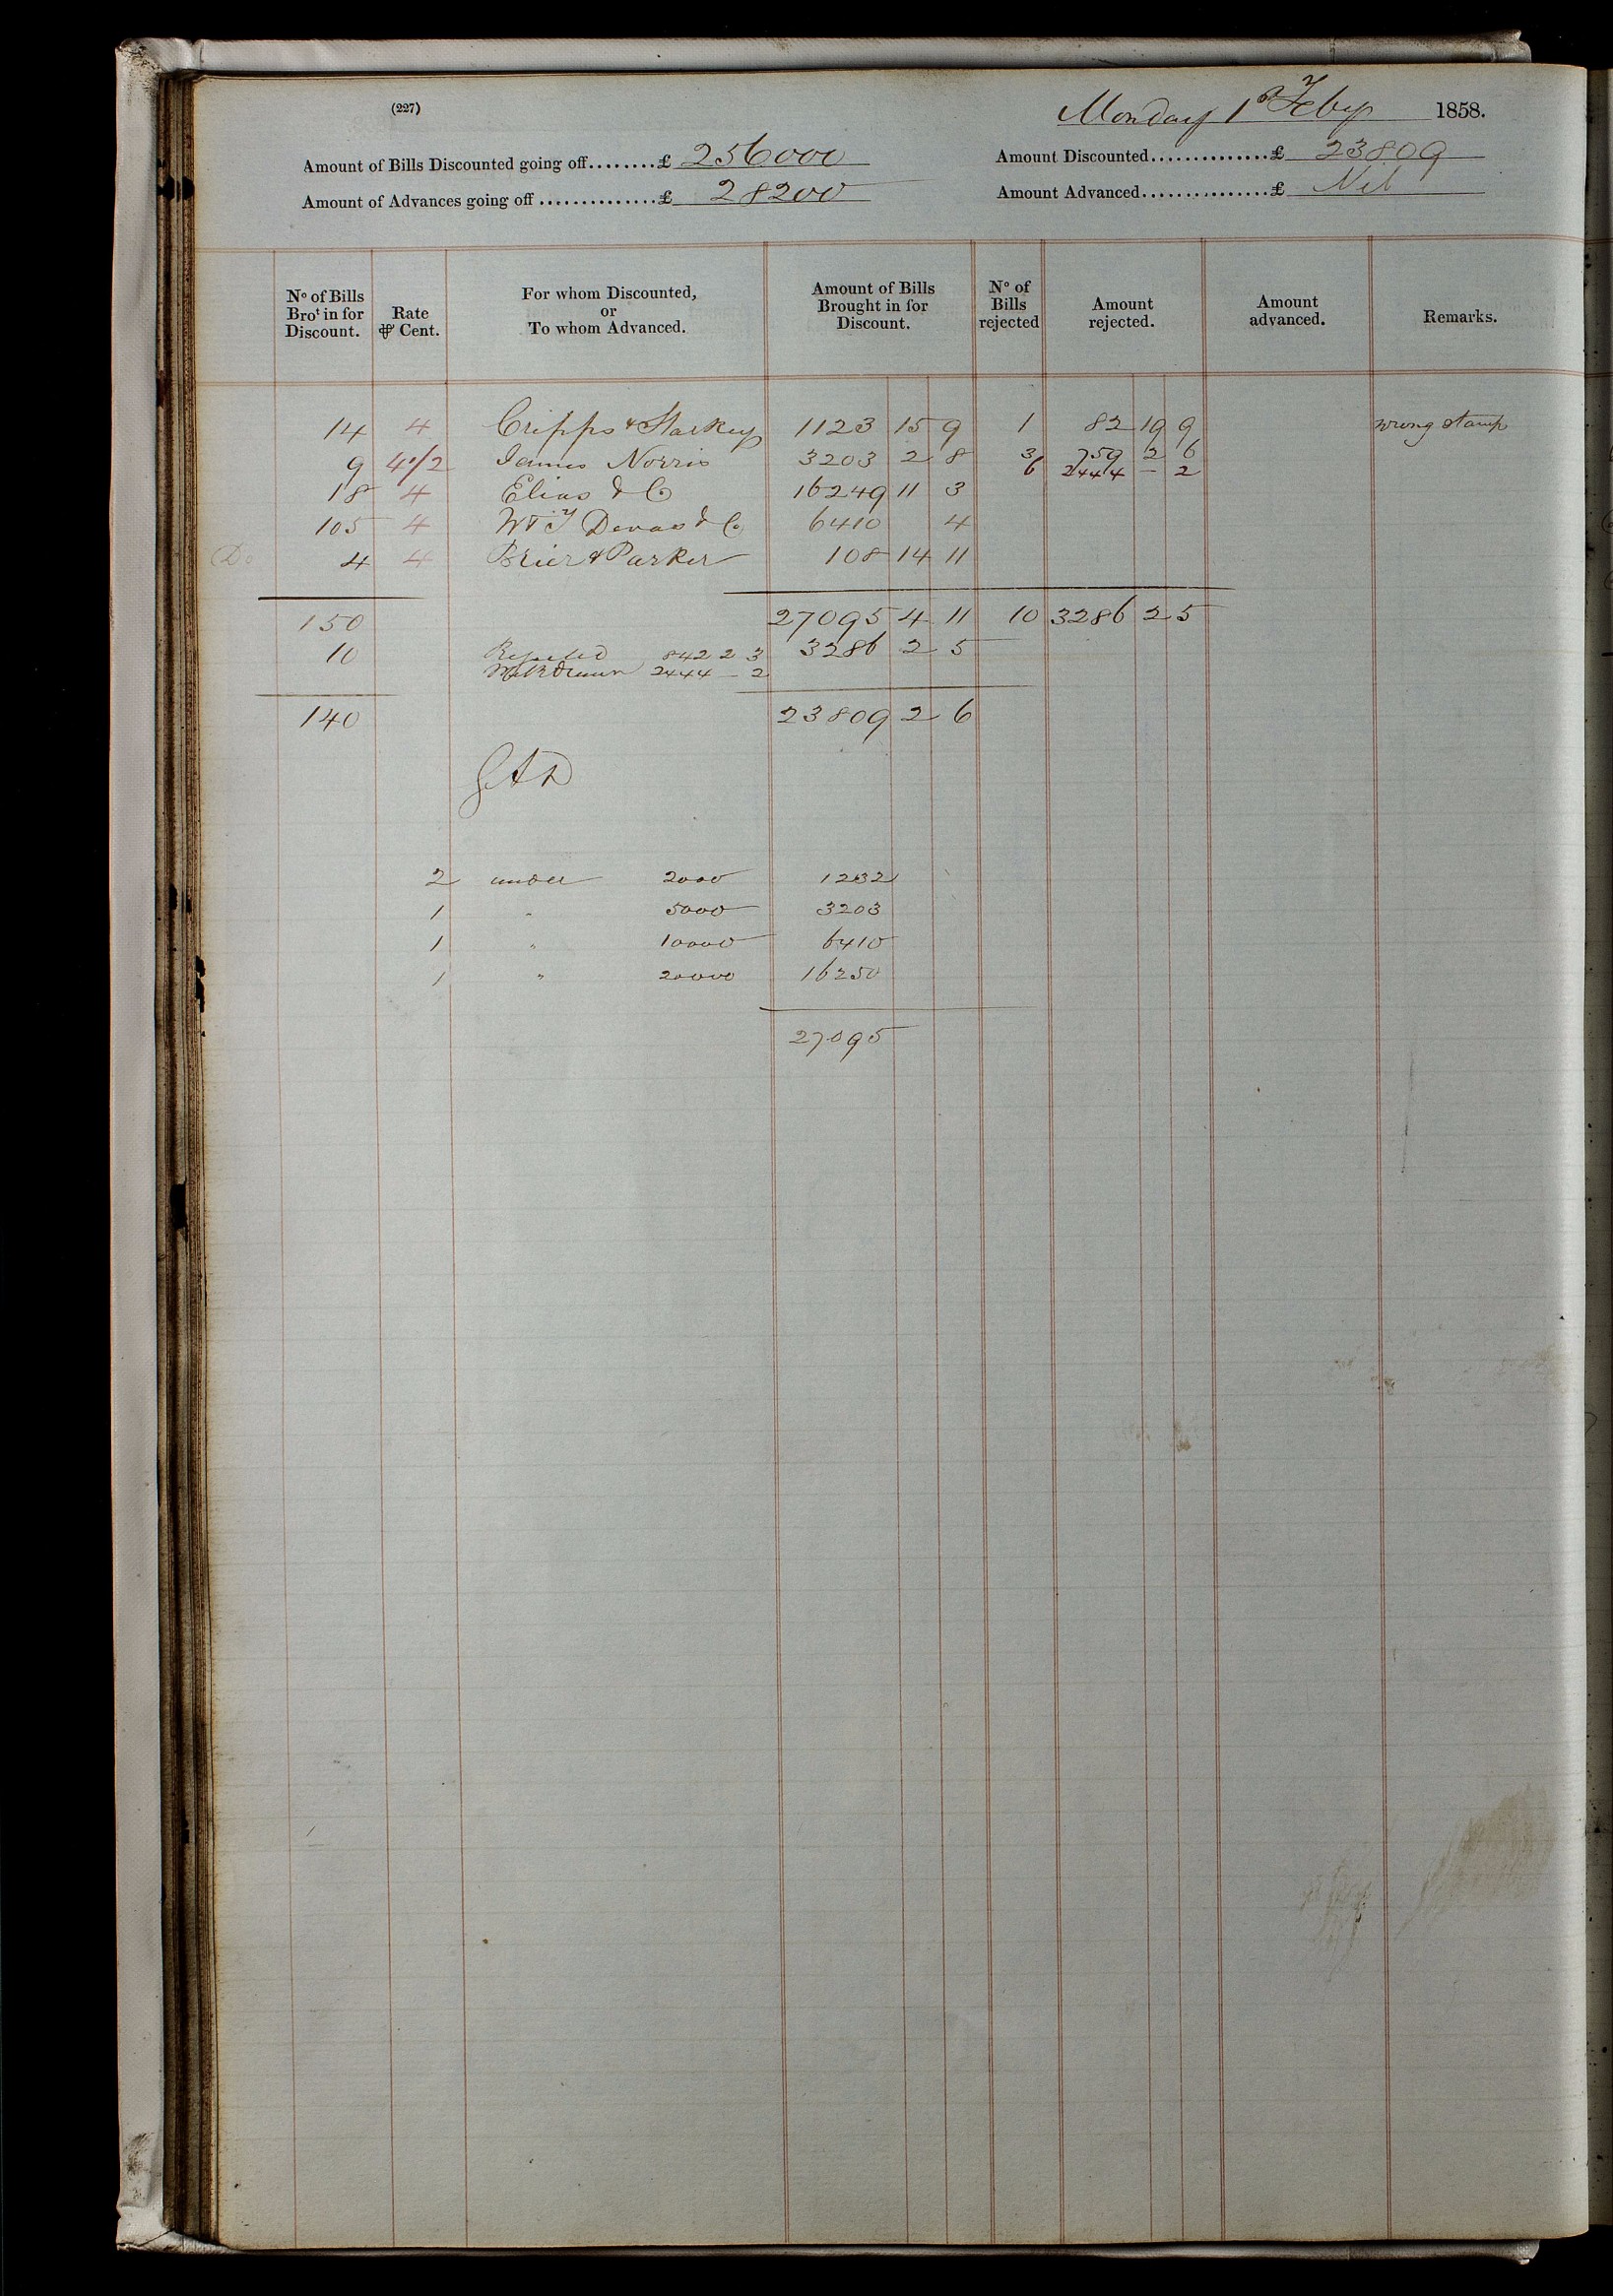 (227)
Monday 1st Feby 1858.
Amount of Bills Discounted going off........£ 256000
Amount Discounted..............£ 23809
Amount of Advances going off ..............£ 28200
Amount Advanced................£ Nil
No of Bills Brot in for Discount. Rate ⅌ Cent. For whom Discounted, or To whom Advanced. Amount of Bills Brought in for Discount. No of Bills rejected Amount rejected. Amount advanced. Remarks.
14 4 Cripps & Starkey 1123 15 9 1 82 19 9 wrong stamp
9 4 1/2 James Norris 3203 2 8 3 759 2 6
6 2444 – 2
18 4 Elias & Co 16249 11 3
105 4 W & T Devas & Co 6410 4
Do 4 4 Brier & Parker 108 14 11
150 27095 4 11 10 3286 2 5
10 Rejected 842 2 3 3286 2 5
Withdrawn 2444 – 2
140 23809 2 6
2 under 2000 1232
1 " 5000 3203
1 " 10000 6410
1 " 20000 16250
27095